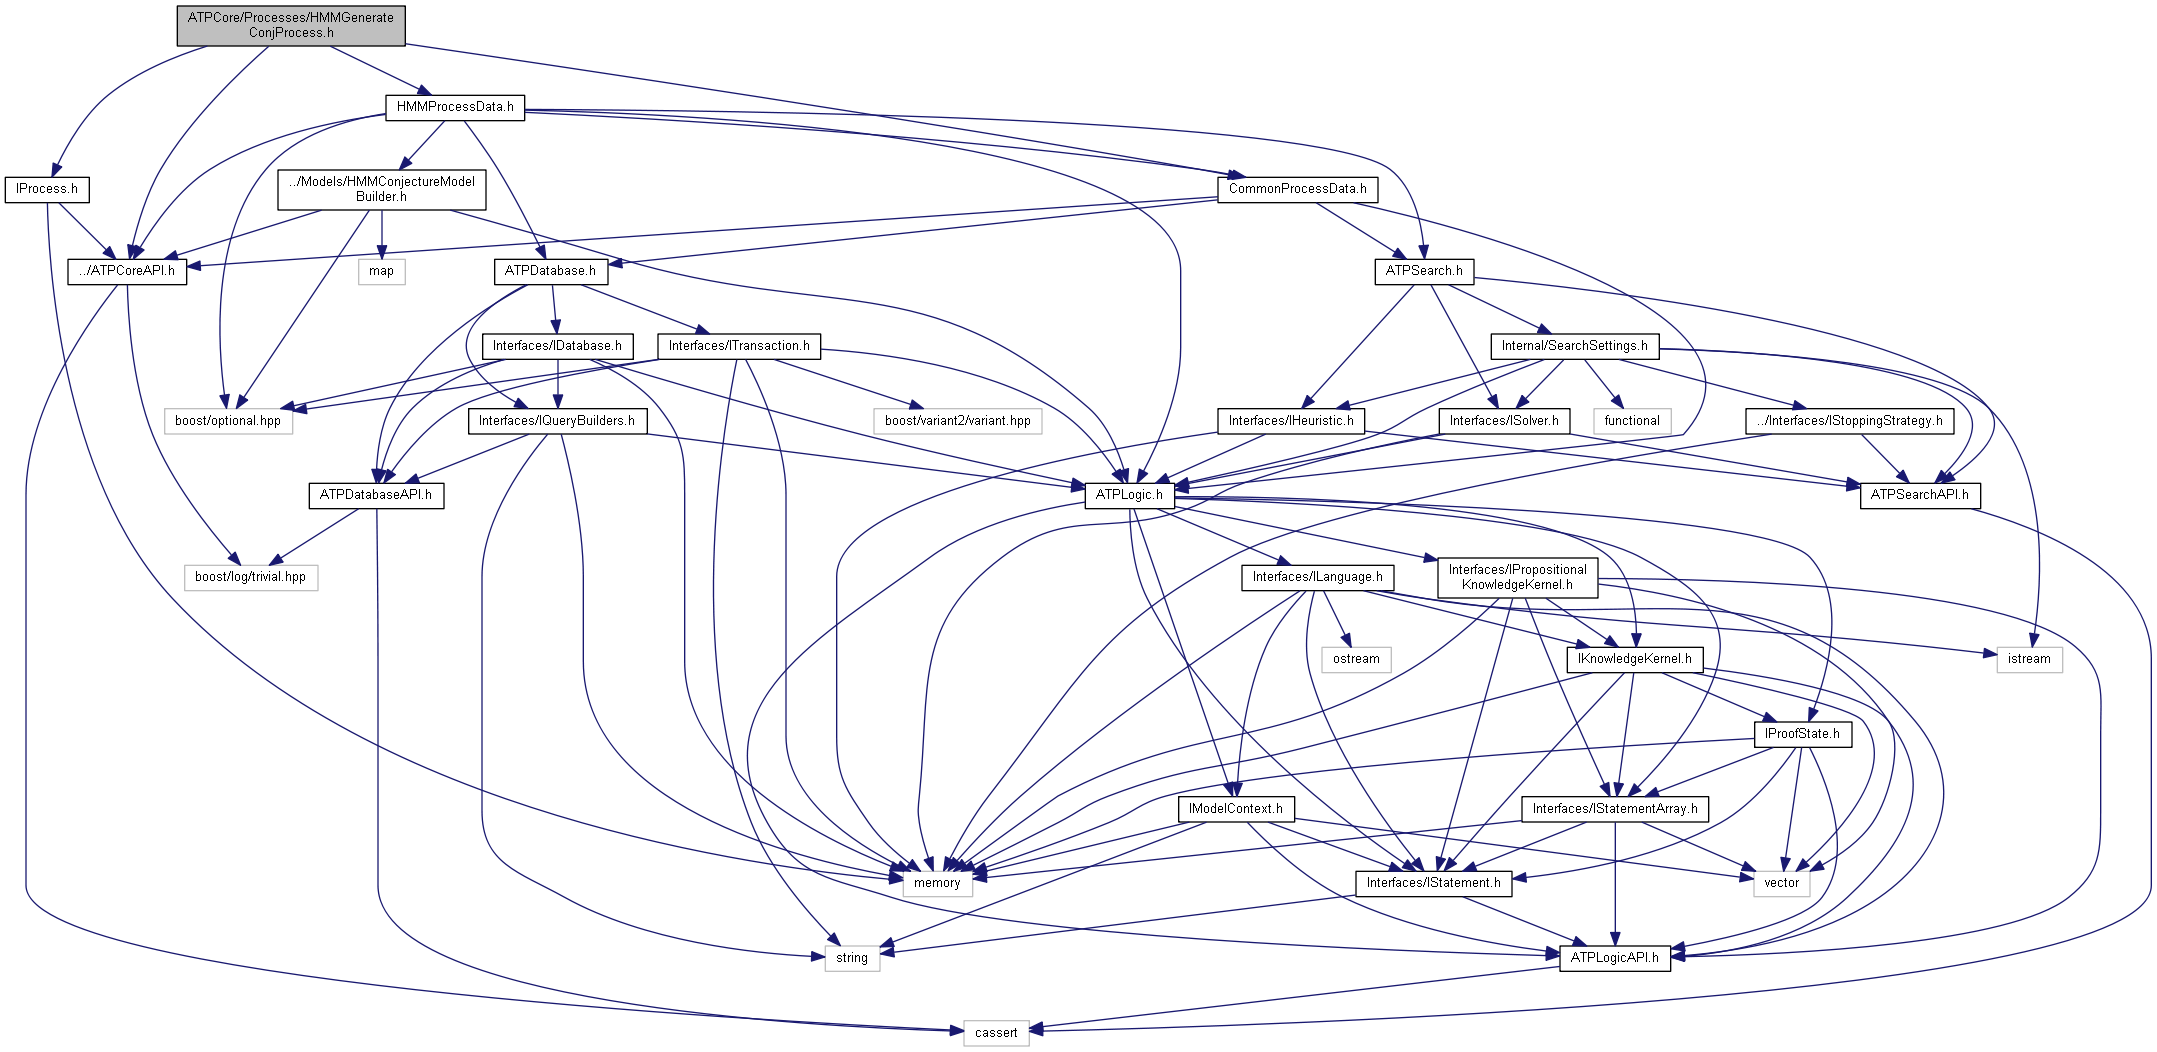 ATPCore/Processes/HMMGenerate
ConjProcess.h
HMMProcessData.h
IProcess.h
../Models/HMMConjectureModel
Builder.h
CommonProcessData.h
../ATPCoreAPI.h
map
ATPDatabase.h
ATPSearch.h
Interfaces/IDatabase.h
Interfaces/ITransaction.h
Internal/SearchSettings.h
boost/optional.hpp
Interfaces/IQueryBuilders.h
boost/variant2/variant.hpp
Interfaces/IHeuristic.h
Interfaces/ISolver.h
functional
../Interfaces/IStoppingStrategy.h
ATPDatabaseAPI.h
ATPLogic.h
ATPSearchAPI.h
boost/log/trivial.hpp
Interfaces/ILanguage.h
Interfaces/IPropositional
KnowledgeKernel.h
ostream
IKnowledgeKernel.h
istream
IProofState.h
IModelContext.h
Interfaces/IStatementArray.h
memory
Interfaces/IStatement.h
vector
string
ATPLogicAPI.h
cassert